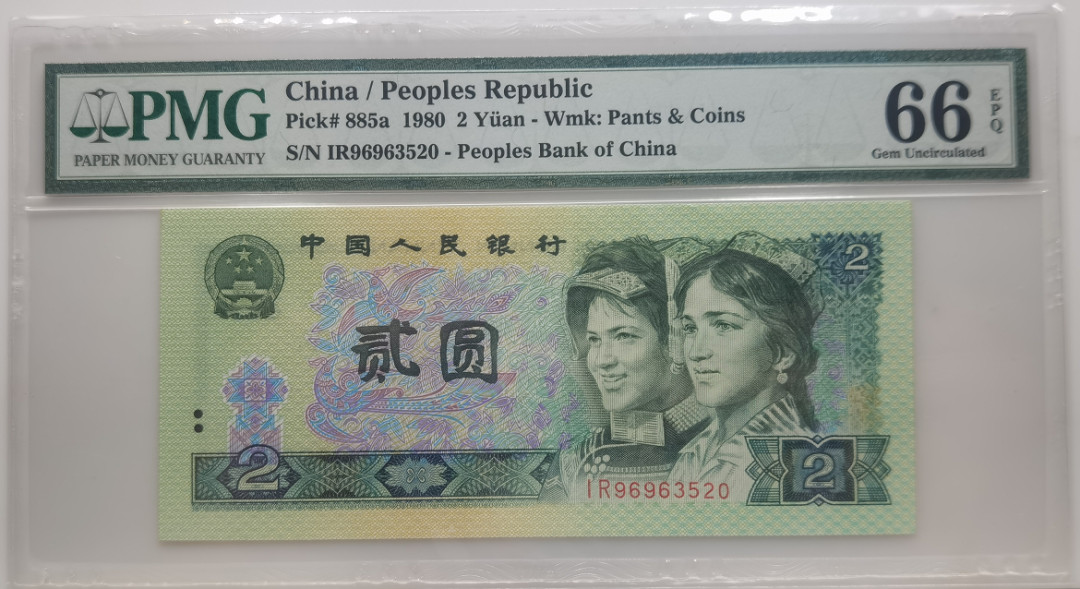 PMG
PAPER MONEY GUARANTY
China / Peoples Republic
Pick# 885a 1980 2 Yüan - Wmk: Pants & Coins
S/N IR96963520 - Peoples Bank of China
66
EPQ
Gem Uncirculated
中国人民银行
2
贰圆
2
IR96963520
2